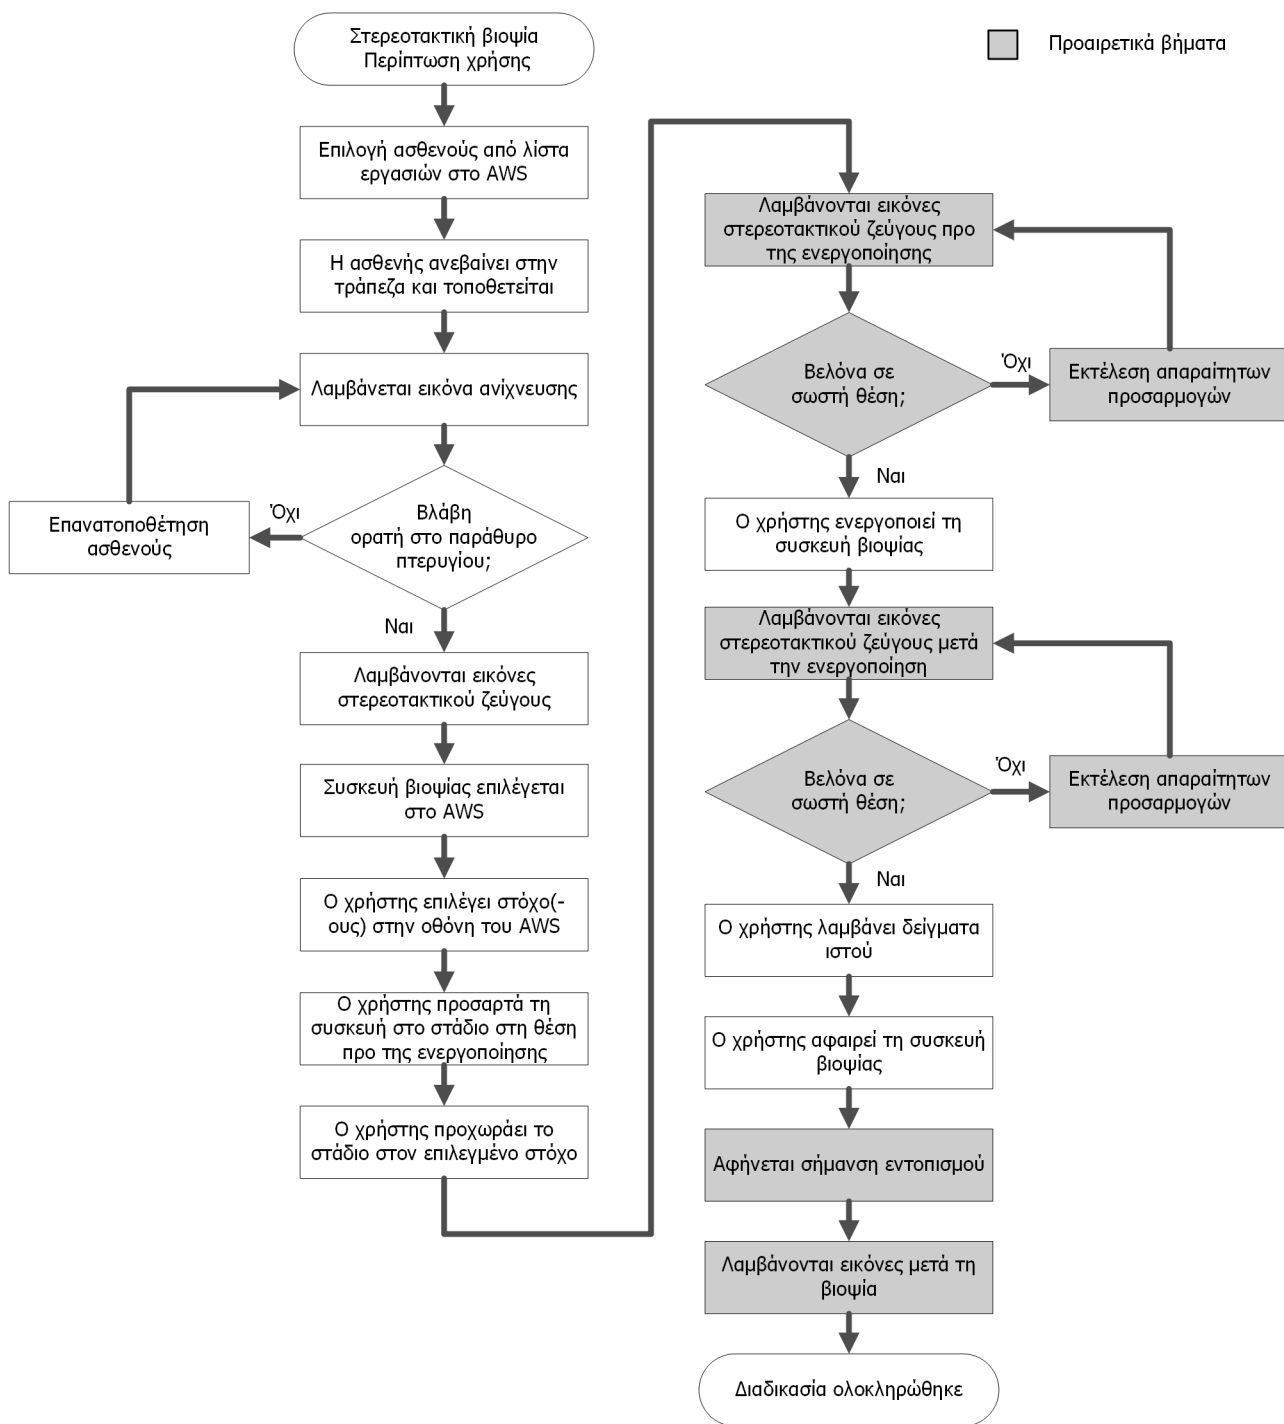 Στερεοτακτική βιοψία
Περίπτωση χρήσης
Προαιρετικά βήματα
Επιλογή ασθενούς από λίστα
εργασιών στο AWS
Η ασθενής ανεβαίνει στην
τράπεζα και τοποθετείται
Λαμβάνεται εικόνα ανίχνευσης
Βλάβη
ορατή στο παράθυρο
πτερυγίου;
Όχι
Επανατοποθέτηση
ασθενούς
Ναι
Λαμβάνονται εικόνες
στερεοτακτικού ζεύγους
Συσκευή βιοψίας επιλέγεται
στο AWS
Ο χρήστης επιλέγει στόχο(-
ους) στην οθόνη του AWS
Ο χρήστης προσαρτά τη
συσκευή στο στάδιο στη θέση
προ της ενεργοποίησης
Ο χρήστης προχωράει το
στάδιο στον επιλεγμένο στόχο
Λαμβάνονται εικόνες
στερεοτακτικού ζεύγους προ
της ενεργοποίησης
Βελόνα σε
σωστή θέση;
Όχι
Εκτέλεση απαραίτητων
προσαρμογών
Ναι
Ο χρήστης ενεργοποιεί τη
συσκευή βιοψίας
Λαμβάνονται εικόνες
στερεοτακτικού ζεύγους μετά
την ενεργοποίηση
Βελόνα σε
σωστή θέση;
Όχι
Εκτέλεση απαραίτητων
προσαρμογών
Ναι
Ο χρήστης λαμβάνει δείγματα
ιστού
Ο χρήστης αφαιρεί τη συσκευή
βιοψίας
Αφήνεται σήμανση εντοπισμού
Λαμβάνονται εικόνες μετά τη
βιοψία
Διαδικασία ολοκληρώθηκε